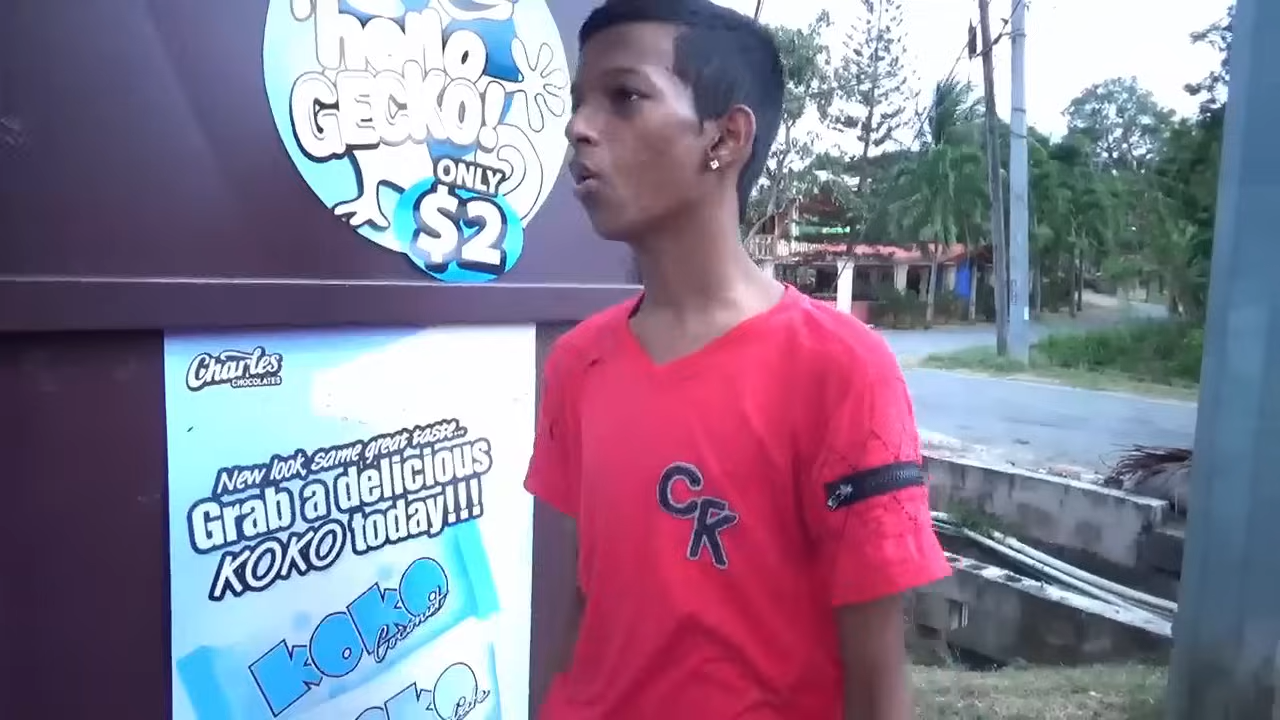 hello
GECKO!
ONLY
$2
Charles
CHOCOLATES
New look, same great taste...
Grab a delicious
KOKO today!!!
KOKO
Coconut
CK